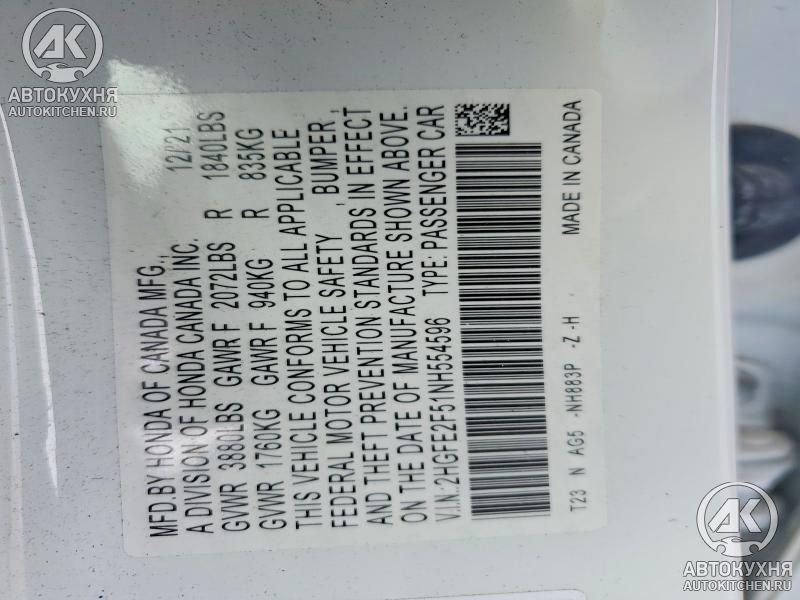 MFD.BY HONDA OF CANADA MFG.,
A DIVISION OF HONDA CANADA INC. 12/21
GVWR 3880LBS GAWR F 2072LBS R 1840LBS
GVWR 1760KG GAWR F 940KG R 835KG
THIS VEHICLE CONFORMS TO ALL APPLICABLE
FEDERAL MOTOR VEHICLE SAFETY , BUMPER ,
AND THEFT PREVENTION STANDARDS IN EFFECT
ON THE DATE OF MANUFACTURE SHOWN ABOVE.
V.I.N: 2HGFE2F51NH554596 TYPE: PASSENGER CAR
T23 N AG5 -NH883P -Z -H MADE IN CANADA
АК
АВТОКУХНЯ
AUTOKITCHEN.RU
АК
АВТОКУХНЯ
AUTOKITCHEN.RU